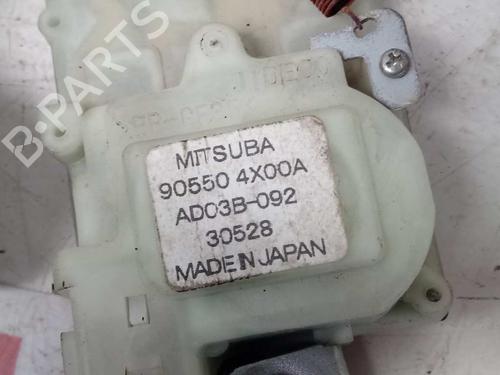 B-PARTS
MITSUBA
90550 4X00A
AD03B-092
30528
MADE IN JAPAN